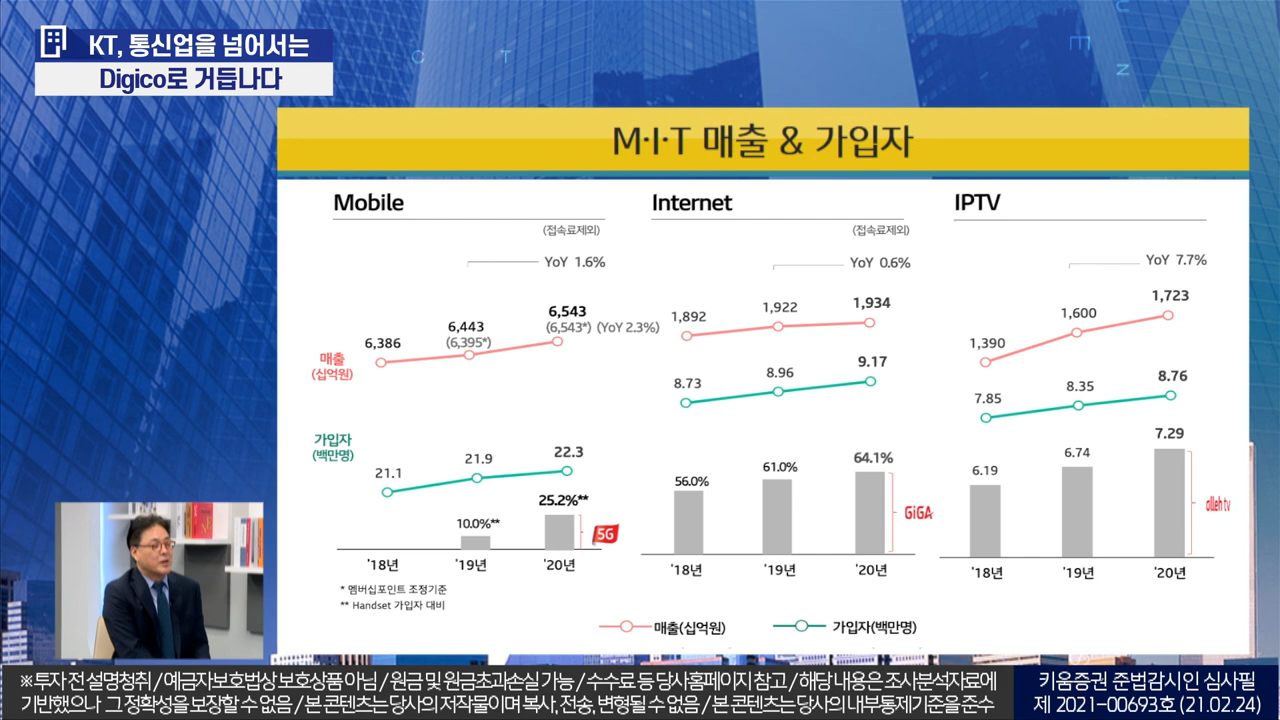 KT, 통신업을 넘어서는
Digico로 거듭나다
C T
U
E
N
M·I·T 매출 & 가입자
Mobile
(접속료제외)
YoY 1.6%
6,386
6,443
(6,395*)
6,543
(6,543*) (YoY 2.3%)
매출
(십억원)
가입자
(백만명)
21.1
21.9
22.3
10.0%**
25.2%**
5G
'18년
'19년
'20년
* 멤버십포인트 조정기준
** Handset 가입자 대비
Internet
(접속료제외)
YoY 0.6%
1,892
1,922
1,934
8.73
8.96
9.17
56.0%
61.0%
64.1%
GiGA
'18년
'19년
'20년
IPTV
YoY 7.7%
1,390
1,600
1,723
7.85
8.35
8.76
6.19
6.74
7.29
olleh tv
'18년
'19년
'20년
매출(십억원)
가입자(백만명)
※ 투자 전 설명청취 / 예금자보호법상 보호상품 아님 / 원금 및 원금초과손실 가능 / 수수료 등 당사홈페이지 참고 / 해당 내용은 조사분석자료에
기반했으나 그 정확성을 보장할 수 없음 / 본 콘텐츠는 당사의 저작물이며 복사, 전송, 변형될 수 없음 / 본 콘텐츠는 당사의 내부통제기준을 준수
키움증권 준법감시인 심사필
제 2021-00693호 (21.02.24)